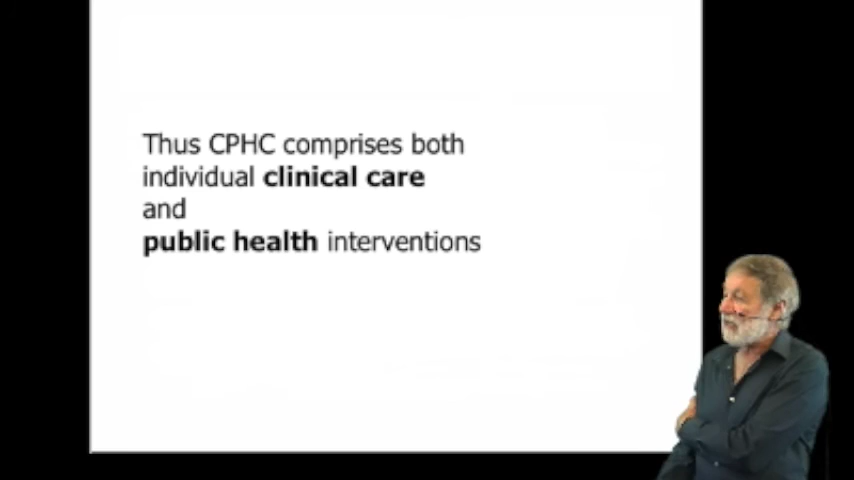 Thus CPHC comprises both
individual clinical care
and
public health interventions